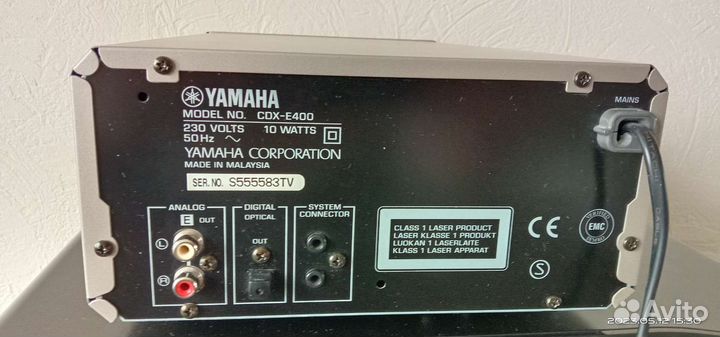 YAMAHA
MODEL NO. CDX-E400
230 VOLTS 10 WATTS
50Hz
YAMAHA CORPORATION
MADE IN MALAYSIA
SER. NO. S555583TV
MAINS
ANALOG
E OUT
L
R
DIGITAL
OPTICAL
OUT
SYSTEM
CONNECTOR
CLASS 1 LASER PRODUCT
LASER KLASSE 1 PRODUKT
LUOKAN 1 LASERLAITE
KLASS 1 LASER APPARAT
CE
VERIFIED
EMC
S
Avito
2023.05.12 15:30